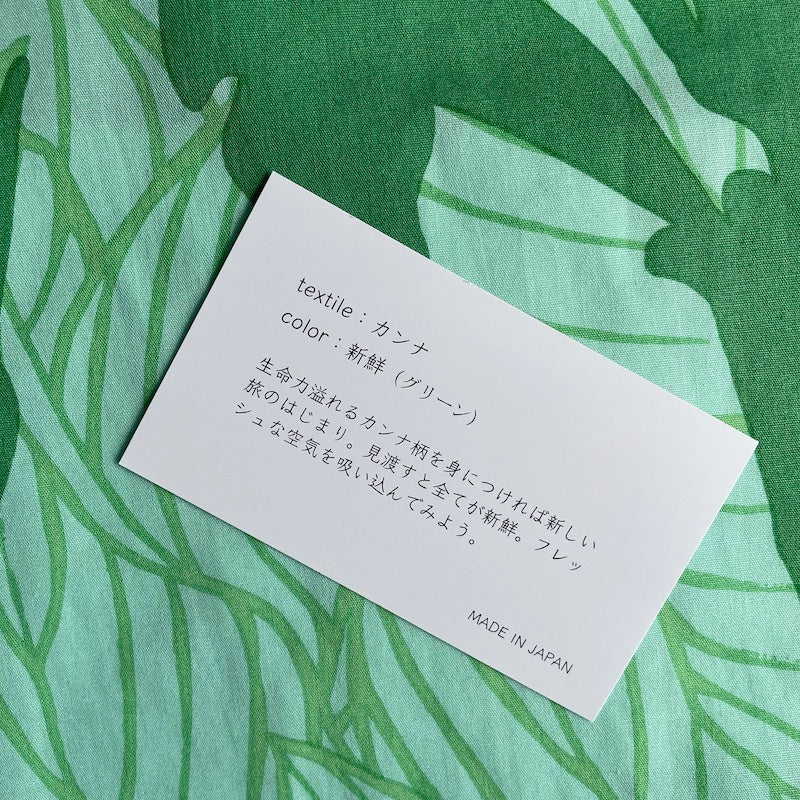 textile：カンナ
color：新鮮（グリーン）
生命力溢れるカンナ柄を身につければ新しい
旅のはじまり。見渡すと全てが新鮮。フレッ
シュな空気を吸い込んでみよう。
MADE IN JAPAN